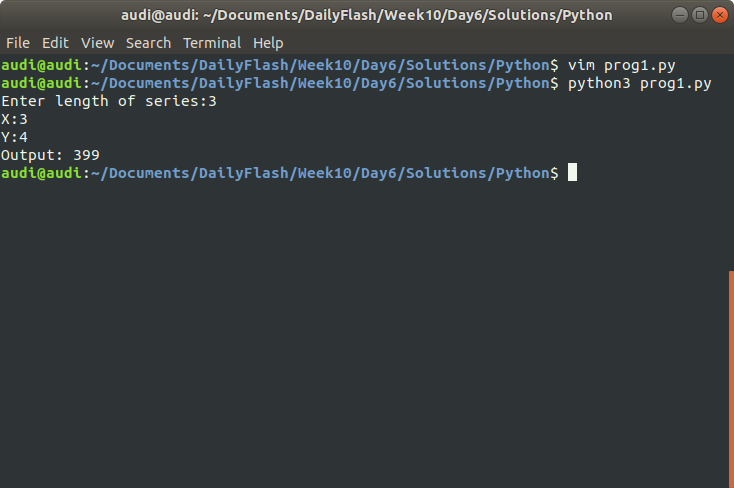 audi@audi: ~/Documents/DailyFlash/Week10/Day6/Solutions/Python
File Edit View Search Terminal Help
audi@audi:~/Documents/DailyFlash/Week10/Day6/Solutions/Python$ vim prog1.py
audi@audi:~/Documents/DailyFlash/Week10/Day6/Solutions/Python$ python3 prog1.py
Enter length of series:3
X:3
Y:4
Output: 399
audi@audi:~/Documents/DailyFlash/Week10/Day6/Solutions/Python$